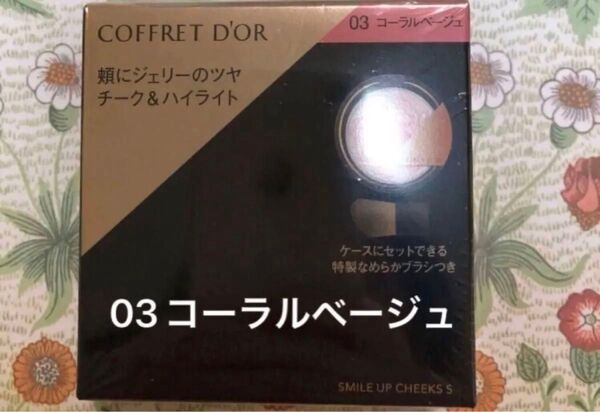 COFFRET D'OR
03 コーラルベージュ
頬にジェリーのツヤ
チーク＆ハイライト
ケースにセットできる
特製なめらかブラシつき
03コーラルベージュ
SMILE UP CHEEKS S